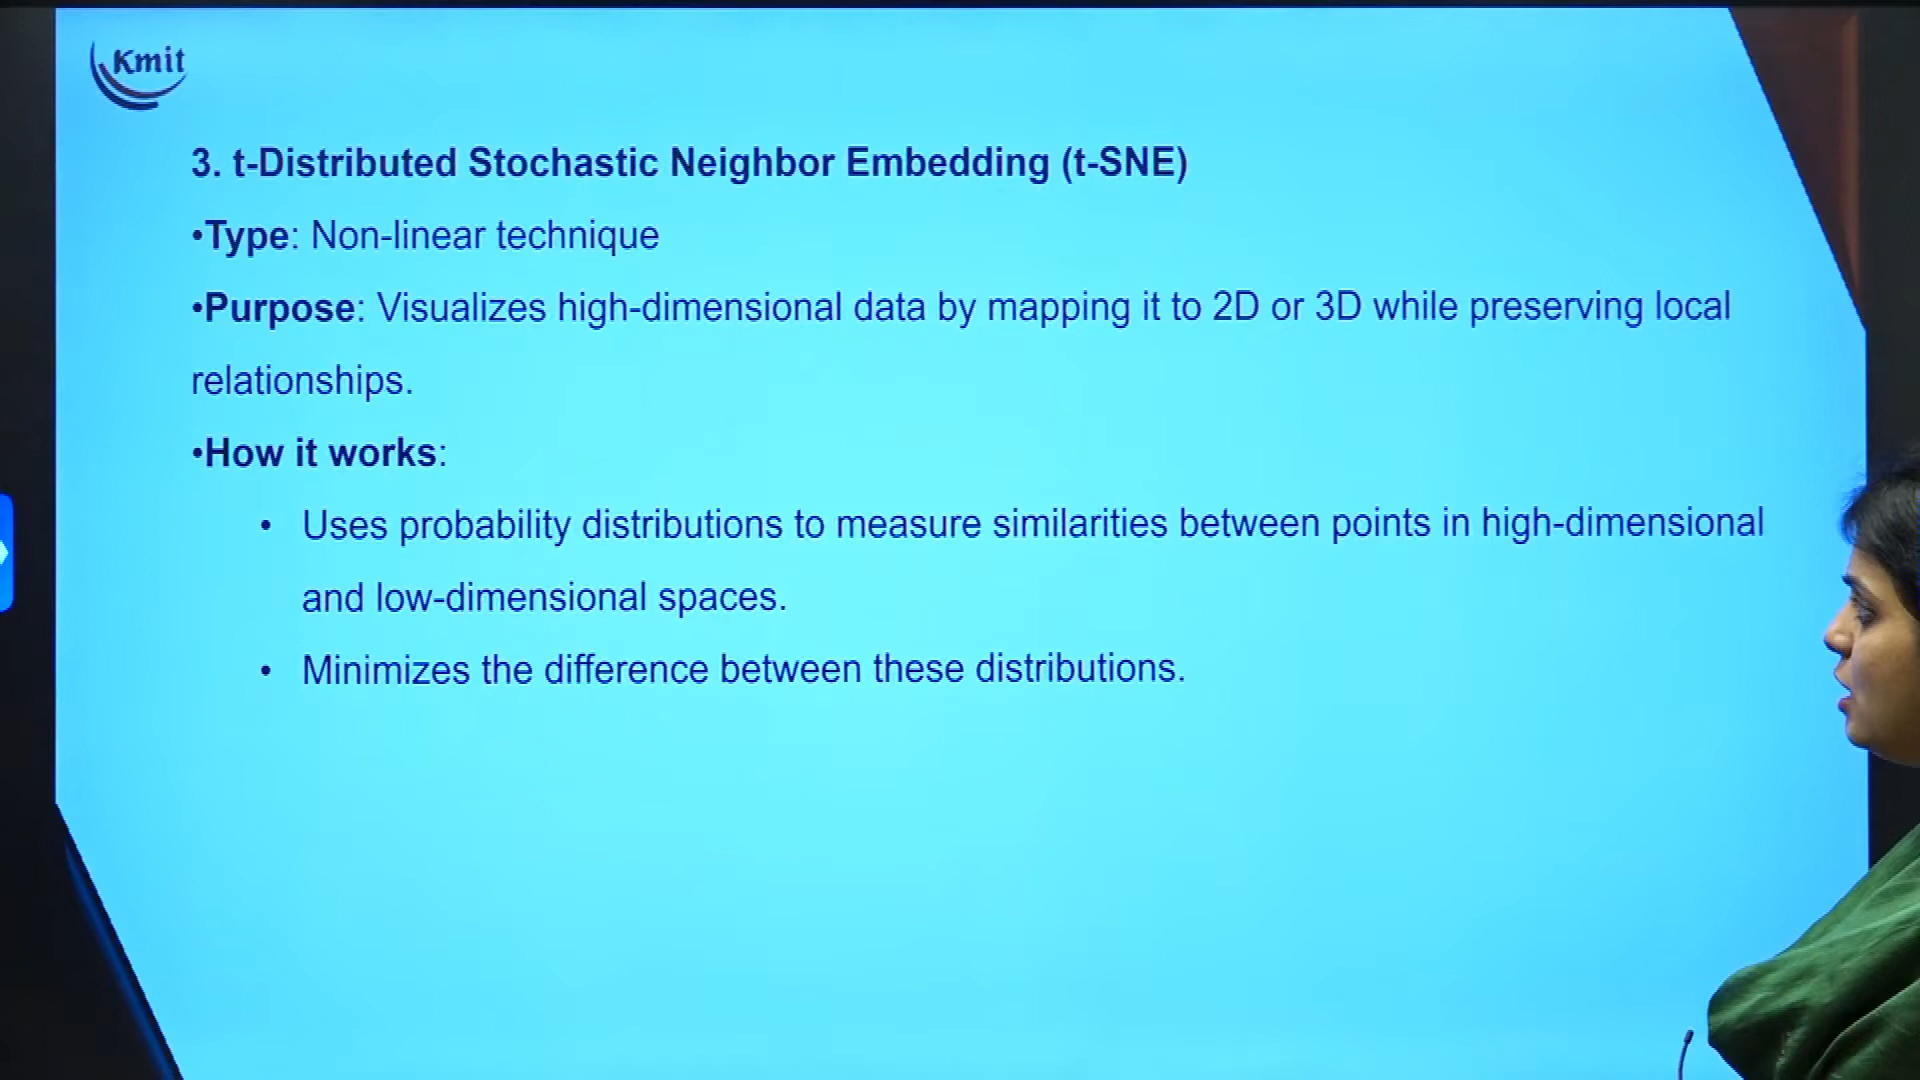 Kmit
3. t-Distributed Stochastic Neighbor Embedding (t-SNE)
•Type: Non-linear technique
•Purpose: Visualizes high-dimensional data by mapping it to 2D or 3D while preserving local
relationships.
•How it works:
• Uses probability distributions to measure similarities between points in high-dimensional
and low-dimensional spaces.
• Minimizes the difference between these distributions.